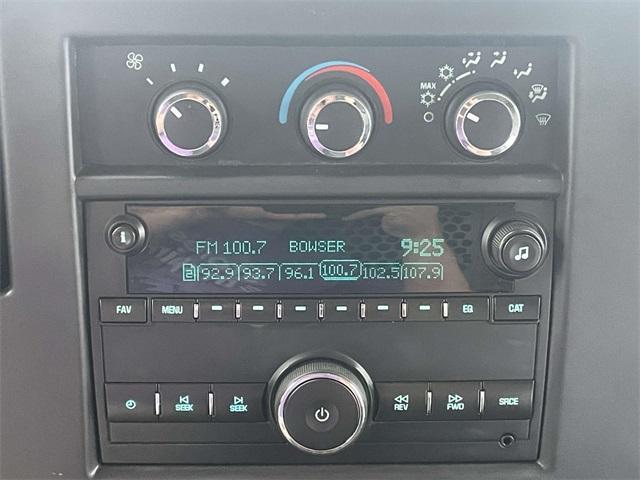 MAX
FM 100.7 BOWSER 9:25
2 92.9 93.7 96.1 100.7 102.5 107.9
i
FAV MENU EQ CAT
SEEK SEEK REV FWD SRCE